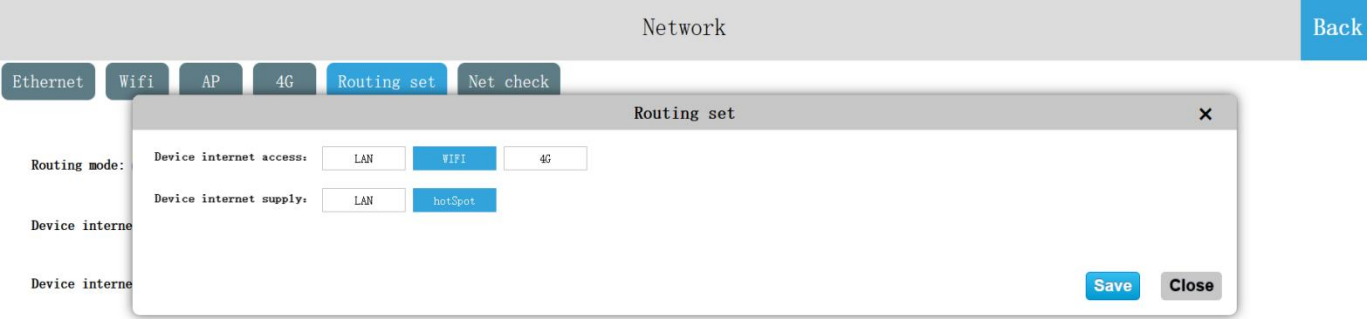 Network
Back
Ethernet Wifi AP 4G Routing set Net check
Routing set ×
Routing mode:
Device internet access: LAN WIFI 4G
Device internet supply: LAN hotSpot
Device interne
Device interne
Save Close